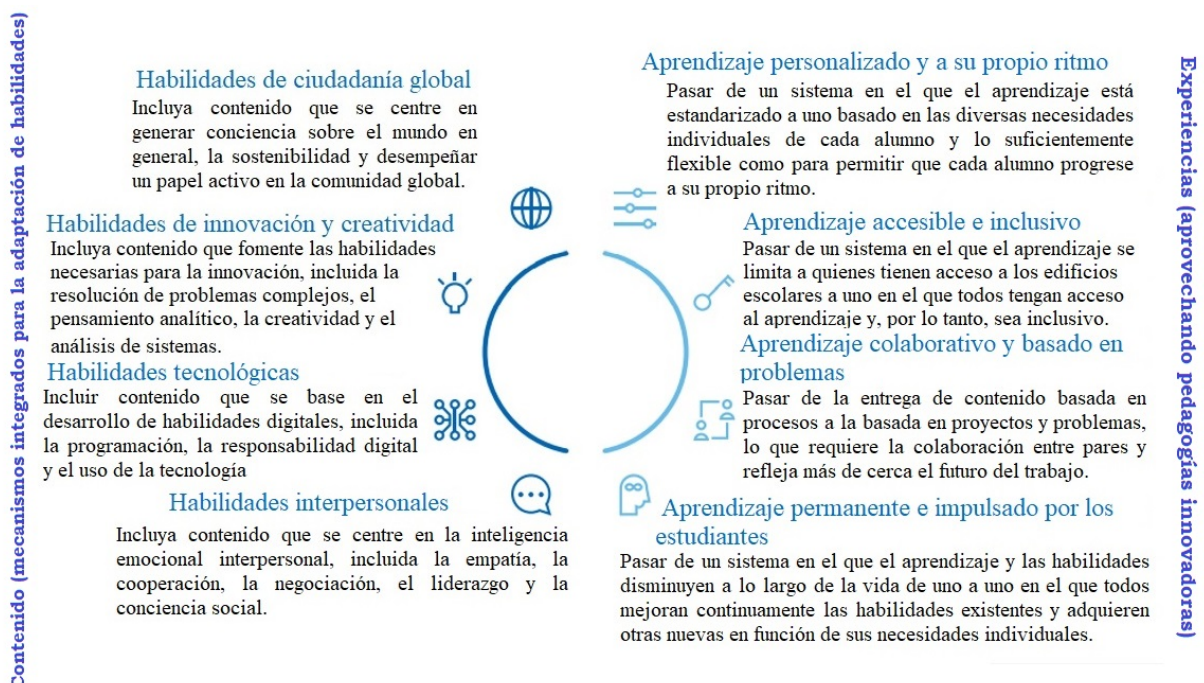 Contenido (mecanismos integrados para la adaptación de habilidades)
Habilidades de ciudadanía global
Incluya contenido que se centre en
generar conciencia sobre el mundo en
general, la sostenibilidad y desempeñar
un papel activo en la comunidad global.
Habilidades de innovación y creatividad
Incluya contenido que fomente las habilidades
necesarias para la innovación, incluida la
resolución de problemas complejos, el
pensamiento analítico, la creatividad y el
análisis de sistemas.
Habilidades tecnológicas
Incluir contenido que se base en el
desarrollo de habilidades digitales, incluida
la programación, la responsabilidad digital
y el uso de la tecnología
Habilidades interpersonales
Incluya contenido que se centre en la inteligencia
emocional interpersonal, incluida la empatía, la
cooperación, la negociación, el liderazgo y la
conciencia social.
Aprendizaje personalizado y a su propio ritmo
Pasar de un sistema en el que el aprendizaje está
estandarizado a uno basado en las diversas necesidades
individuales de cada alumno y lo suficientemente
flexible como para permitir que cada alumno progrese
a su propio ritmo.
Aprendizaje accesible e inclusivo
Pasar de un sistema en el que el aprendizaje se
limita a quienes tienen acceso a los edificios
escolares a uno en el que todos tengan acceso
al aprendizaje y, por lo tanto, sea inclusivo.
Aprendizaje colaborativo y basado en
problemas
Pasar de la entrega de contenido basada en
procesos a la basada en proyectos y problemas,
lo que requiere la colaboración entre pares y
refleja más de cerca el futuro del trabajo.
Aprendizaje permanente e impulsado por los
estudiantes
Pasar de un sistema en el que el aprendizaje y las habilidades
disminuyen a lo largo de la vida de uno a uno en el que todos
mejoran continuamente las habilidades existentes y adquieren
otras nuevas en función de sus necesidades individuales.
Experiencias (aprovechando pedagogías innovadoras)